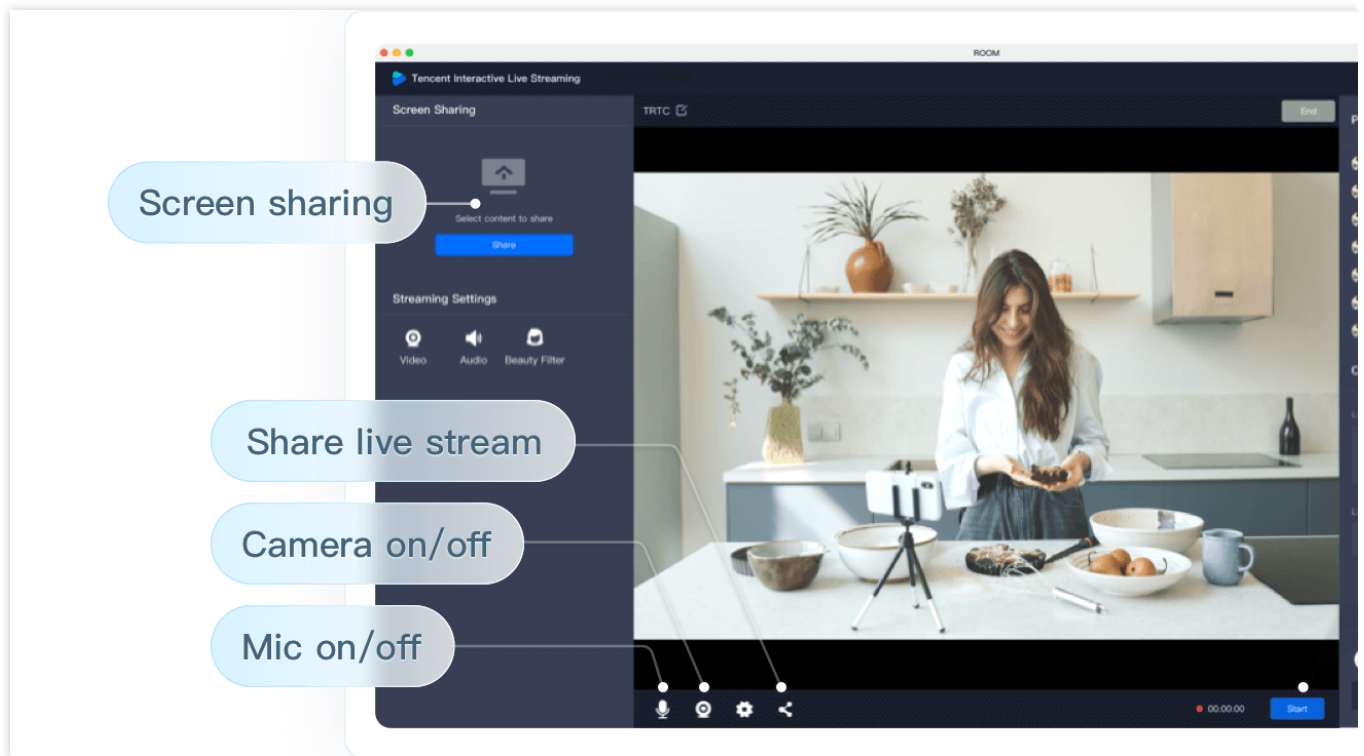 ROOM
Tencent Interactive Live Streaming
Screen Sharing
TRTC
End
Screen sharing
Select content to share
Share
Streaming Settings
Video
Audio
Beauty Filter
Share live stream
Camera on/off
Mic on/off
00:00:00
Start